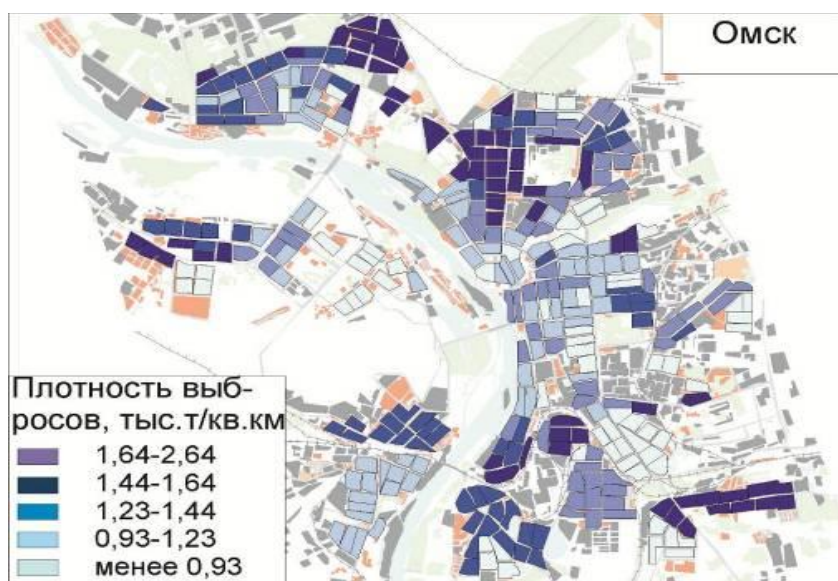 Омск
Плотность выб-
росов, тыс.т/кв.км
1,64-2,64
1,44-1,64
1,23-1,44
0,93-1,23
менее 0,93